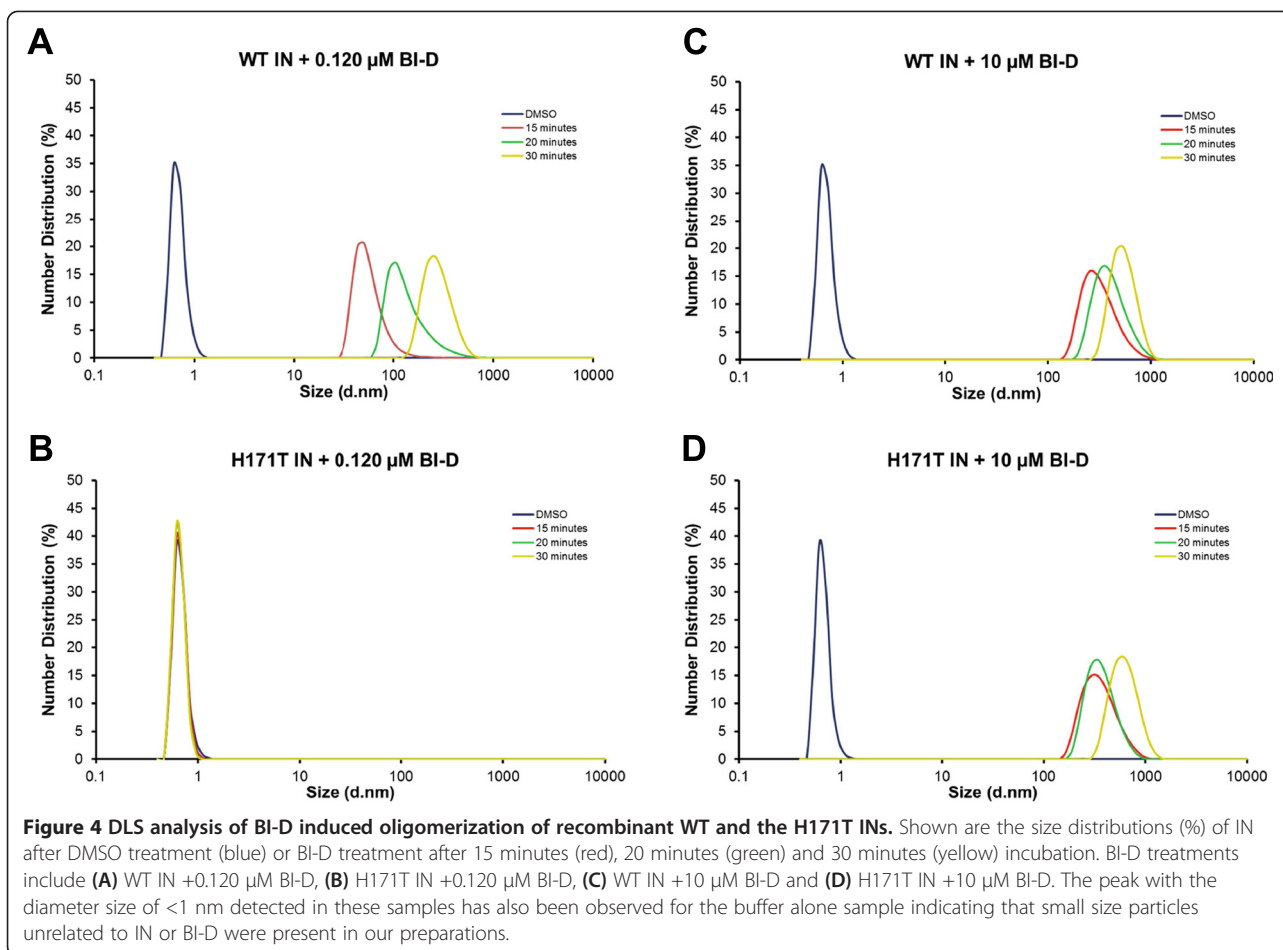 A
WT IN + 0.120 µM BI-D
50
45
40
35
30
25
20
15
10
5
0
Number Distribution (%)
DMSO
15 minutes
20 minutes
30 minutes
0.1 1 10 100 1000 10000
Size (d.nm)
C
WT IN + 10 µM BI-D
50
45
40
35
30
25
20
15
10
5
0
Number Distribution (%)
DMSO
15 minutes
20 minutes
30 minutes
0.1 1 10 100 1000 10000
Size (d.nm)
B
H171T IN + 0.120 µM BI-D
50
45
40
35
30
25
20
15
10
5
0
Number Distribution (%)
DMSO
15 minutes
20 minutes
30 minutes
0.1 1 10 100 1000 10000
Size (d.nm)
D
H171T IN + 10 µM BI-D
50
45
40
35
30
25
20
15
10
5
0
Number Distribution (%)
DMSO
15 minutes
20 minutes
30 minutes
0.1 1 10 100 1000 10000
Size (d.nm)
Figure 4 DLS analysis of BI-D induced oligomerization of recombinant WT and the H171T INs. Shown are the size distributions (%) of IN
after DMSO treatment (blue) or BI-D treatment after 15 minutes (red), 20 minutes (green) and 30 minutes (yellow) incubation. BI-D treatments
include (A) WT IN +0.120 µM BI-D, (B) H171T IN +0.120 µM BI-D, (C) WT IN +10 µM BI-D and (D) H171T IN +10 µM BI-D. The peak with the
diameter size of <1 nm detected in these samples has also been observed for the buffer alone sample indicating that small size particles
unrelated to IN or BI-D were present in our preparations.